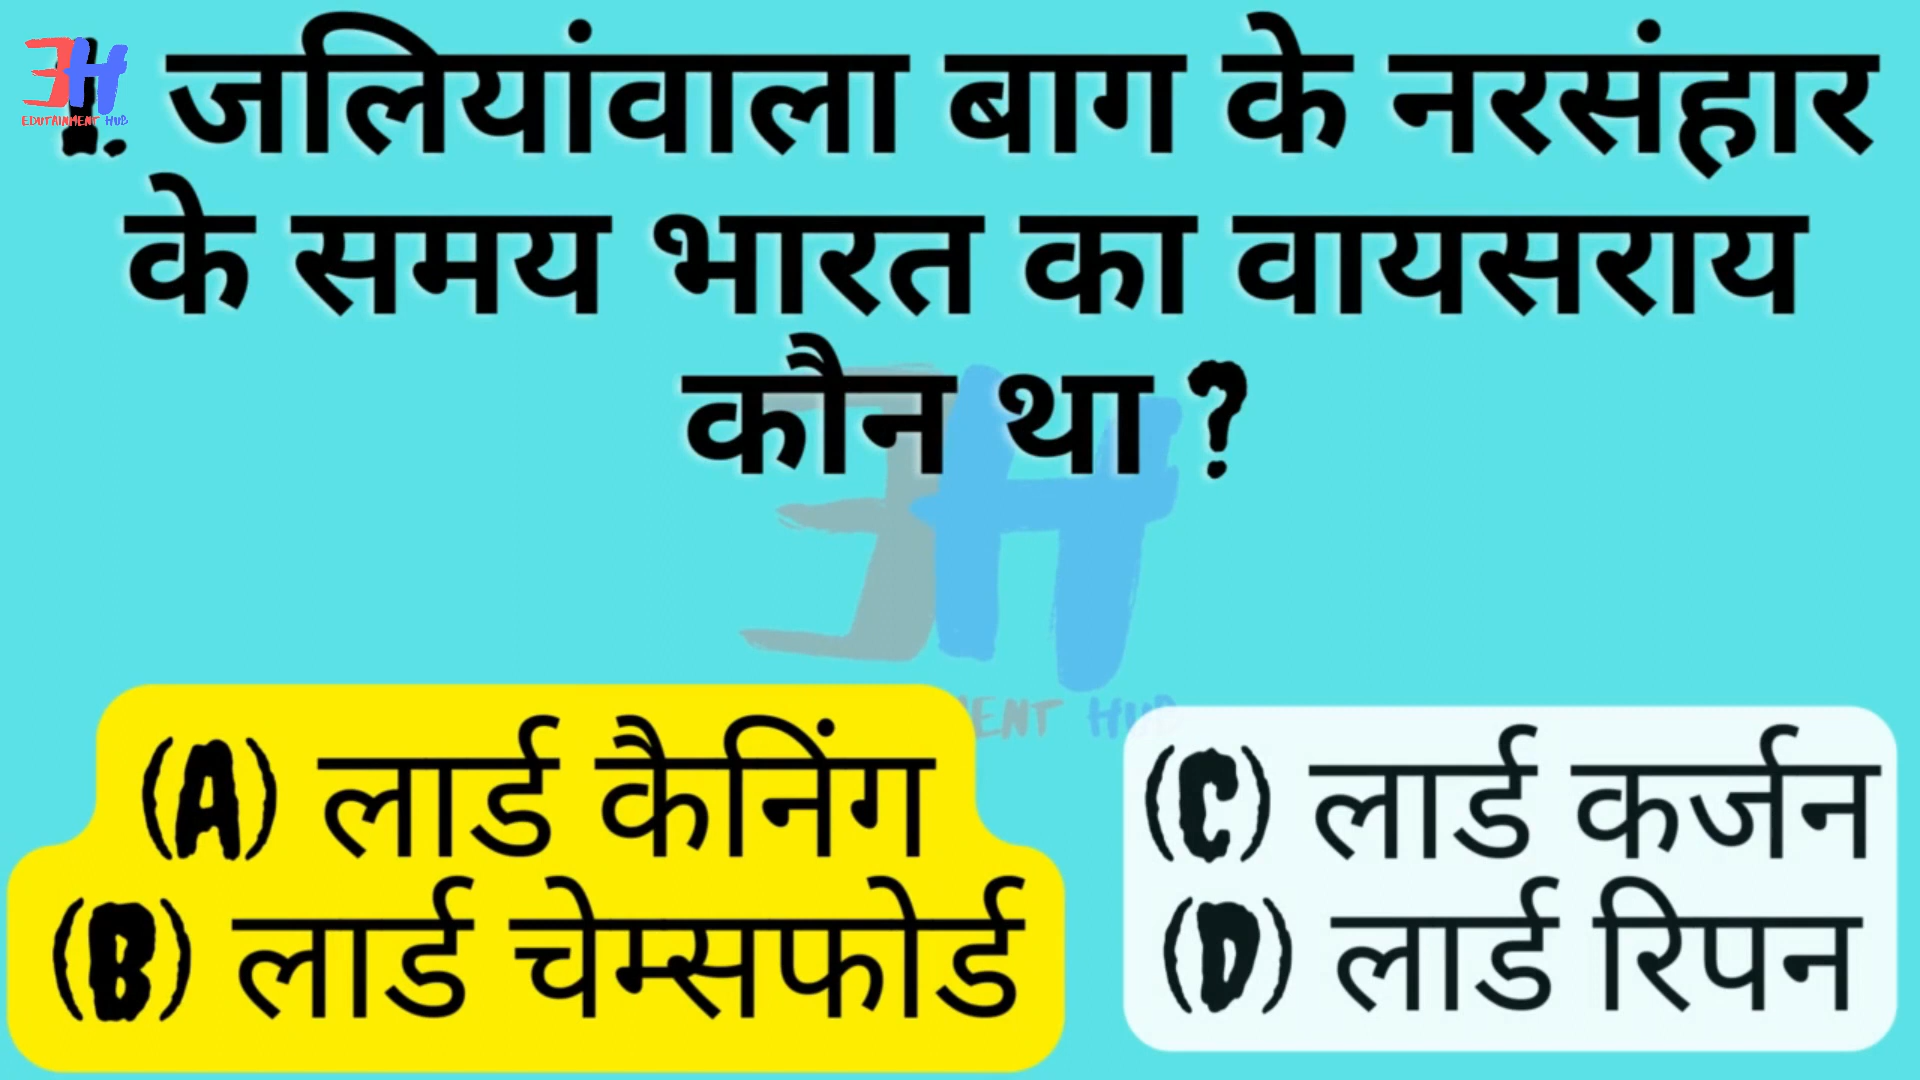 EDUTAINMENT HUB
1. जलियांवाला बाग के नरसंहार
के समय भारत का वायसराय
कौन था ?
(A) लार्ड कैनिंग
(B) लार्ड चेम्सफोर्ड
(C) लार्ड कर्जन
(D) लार्ड रिपन